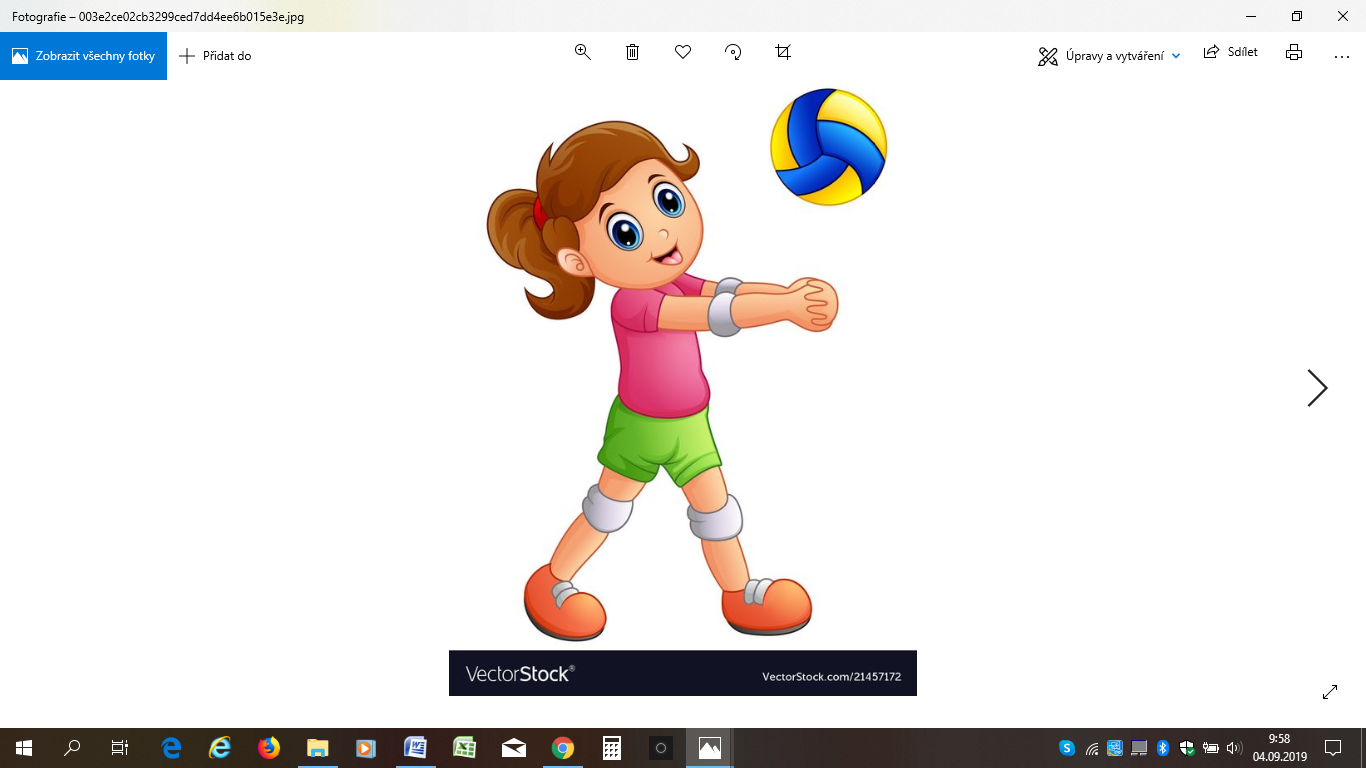 Fotografie – 003e2ce02cb3299ced7dd4ee6b015e3e.jpg
Zobrazit všechny fotky
Přidat do
Úpravy a vytváření
Sdílet
VectorStock®
VectorStock.com/21457172
9:58
04.09.2019